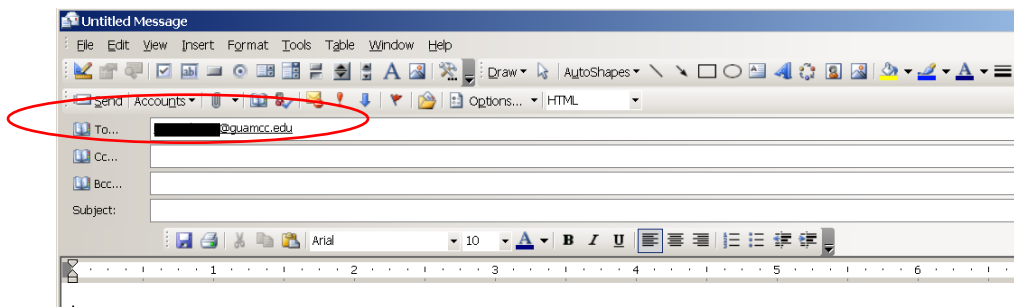 Untitled Message
File Edit View Insert Format Tools Table Window Help
abl A Draw AutoShapes A
Send Accounts Options... HTML
To... @guamcc.edu
Cc...
Bcc...
Subject:
Arial 10 A B I U
1 2 3 4 5 6